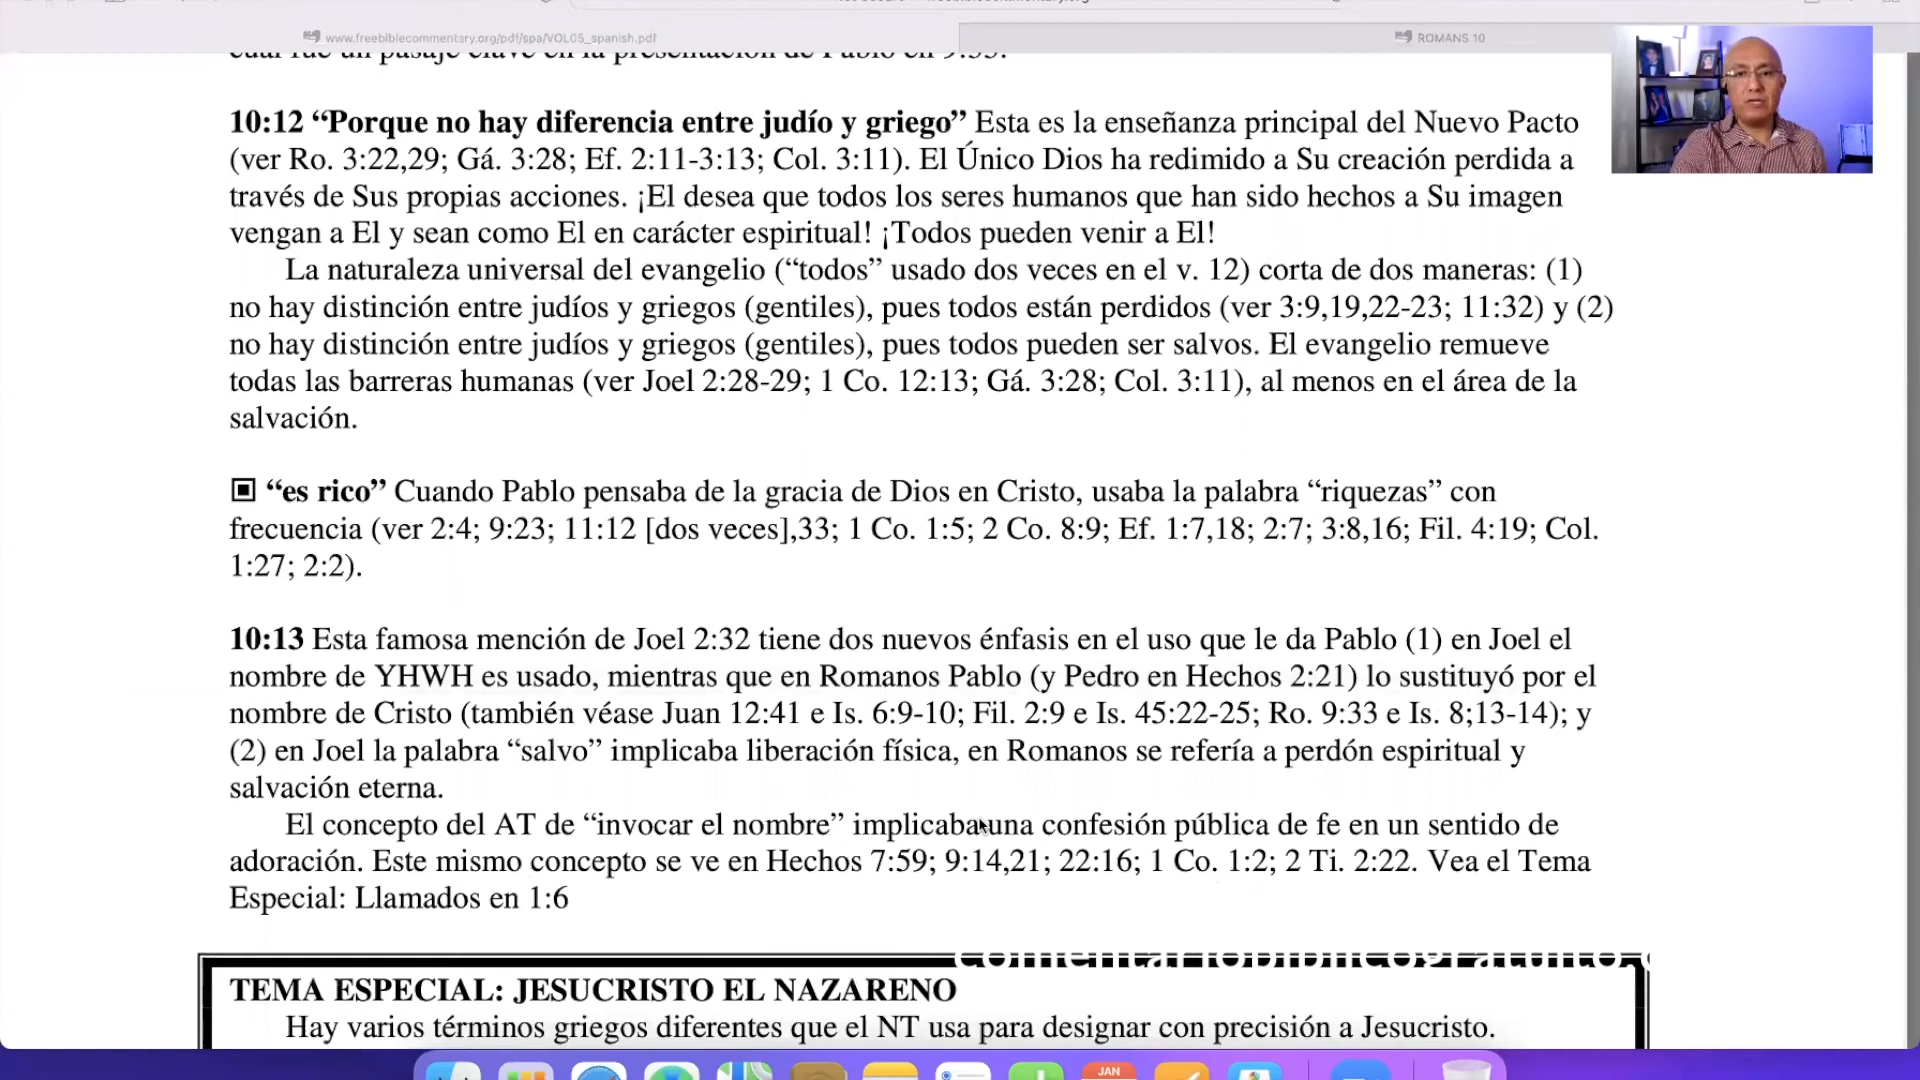 www.freebiblecommentary.org/pdf/spa/VOL05_spanish.pdf
ROMANS 10
cual fue un pasaje clave en la presentación de Pablo en 9:33.
10:12 “Porque no hay diferencia entre judío y griego” Esta es la enseñanza principal del Nuevo Pacto
(ver Ro. 3:22,29; Gá. 3:28; Ef. 2:11-3:13; Col. 3:11). El Único Dios ha redimido a Su creación perdida a
través de Sus propias acciones. ¡El desea que todos los seres humanos que han sido hechos a Su imagen
vengan a El y sean como El en carácter espiritual! ¡Todos pueden venir a El!
La naturaleza universal del evangelio (“todos” usado dos veces en el v. 12) corta de dos maneras: (1)
no hay distinción entre judíos y griegos (gentiles), pues todos están perdidos (ver 3:9,19,22-23; 11:32) y (2)
no hay distinción entre judíos y griegos (gentiles), pues todos pueden ser salvos. El evangelio remueve
todas las barreras humanas (ver Joel 2:28-29; 1 Co. 12:13; Gá. 3:28; Col. 3:11), al menos en el área de la
salvación.
“es rico” Cuando Pablo pensaba de la gracia de Dios en Cristo, usaba la palabra “riquezas” con
frecuencia (ver 2:4; 9:23; 11:12 [dos veces],33; 1 Co. 1:5; 2 Co. 8:9; Ef. 1:7,18; 2:7; 3:8,16; Fil. 4:19; Col.
1:27; 2:2).
10:13 Esta famosa mención de Joel 2:32 tiene dos nuevos énfasis en el uso que le da Pablo (1) en Joel el
nombre de YHWH es usado, mientras que en Romanos Pablo (y Pedro en Hechos 2:21) lo sustituyó por el
nombre de Cristo (también véase Juan 12:41 e Is. 6:9-10; Fil. 2:9 e Is. 45:22-25; Ro. 9:33 e Is. 8;13-14); y
(2) en Joel la palabra “salvo” implicaba liberación física, en Romanos se refería a perdón espiritual y
salvación eterna.
El concepto del AT de “invocar el nombre” implicaba una confesión pública de fe en un sentido de
adoración. Este mismo concepto se ve en Hechos 7:59; 9:14,21; 22:16; 1 Co. 1:2; 2 Ti. 2:22. Vea el Tema
Especial: Llamados en 1:6
TEMA ESPECIAL: JESUCRISTO EL NAZARENO
Hay varios términos griegos diferentes que el NT usa para designar con precisión a Jesucristo.
JAN